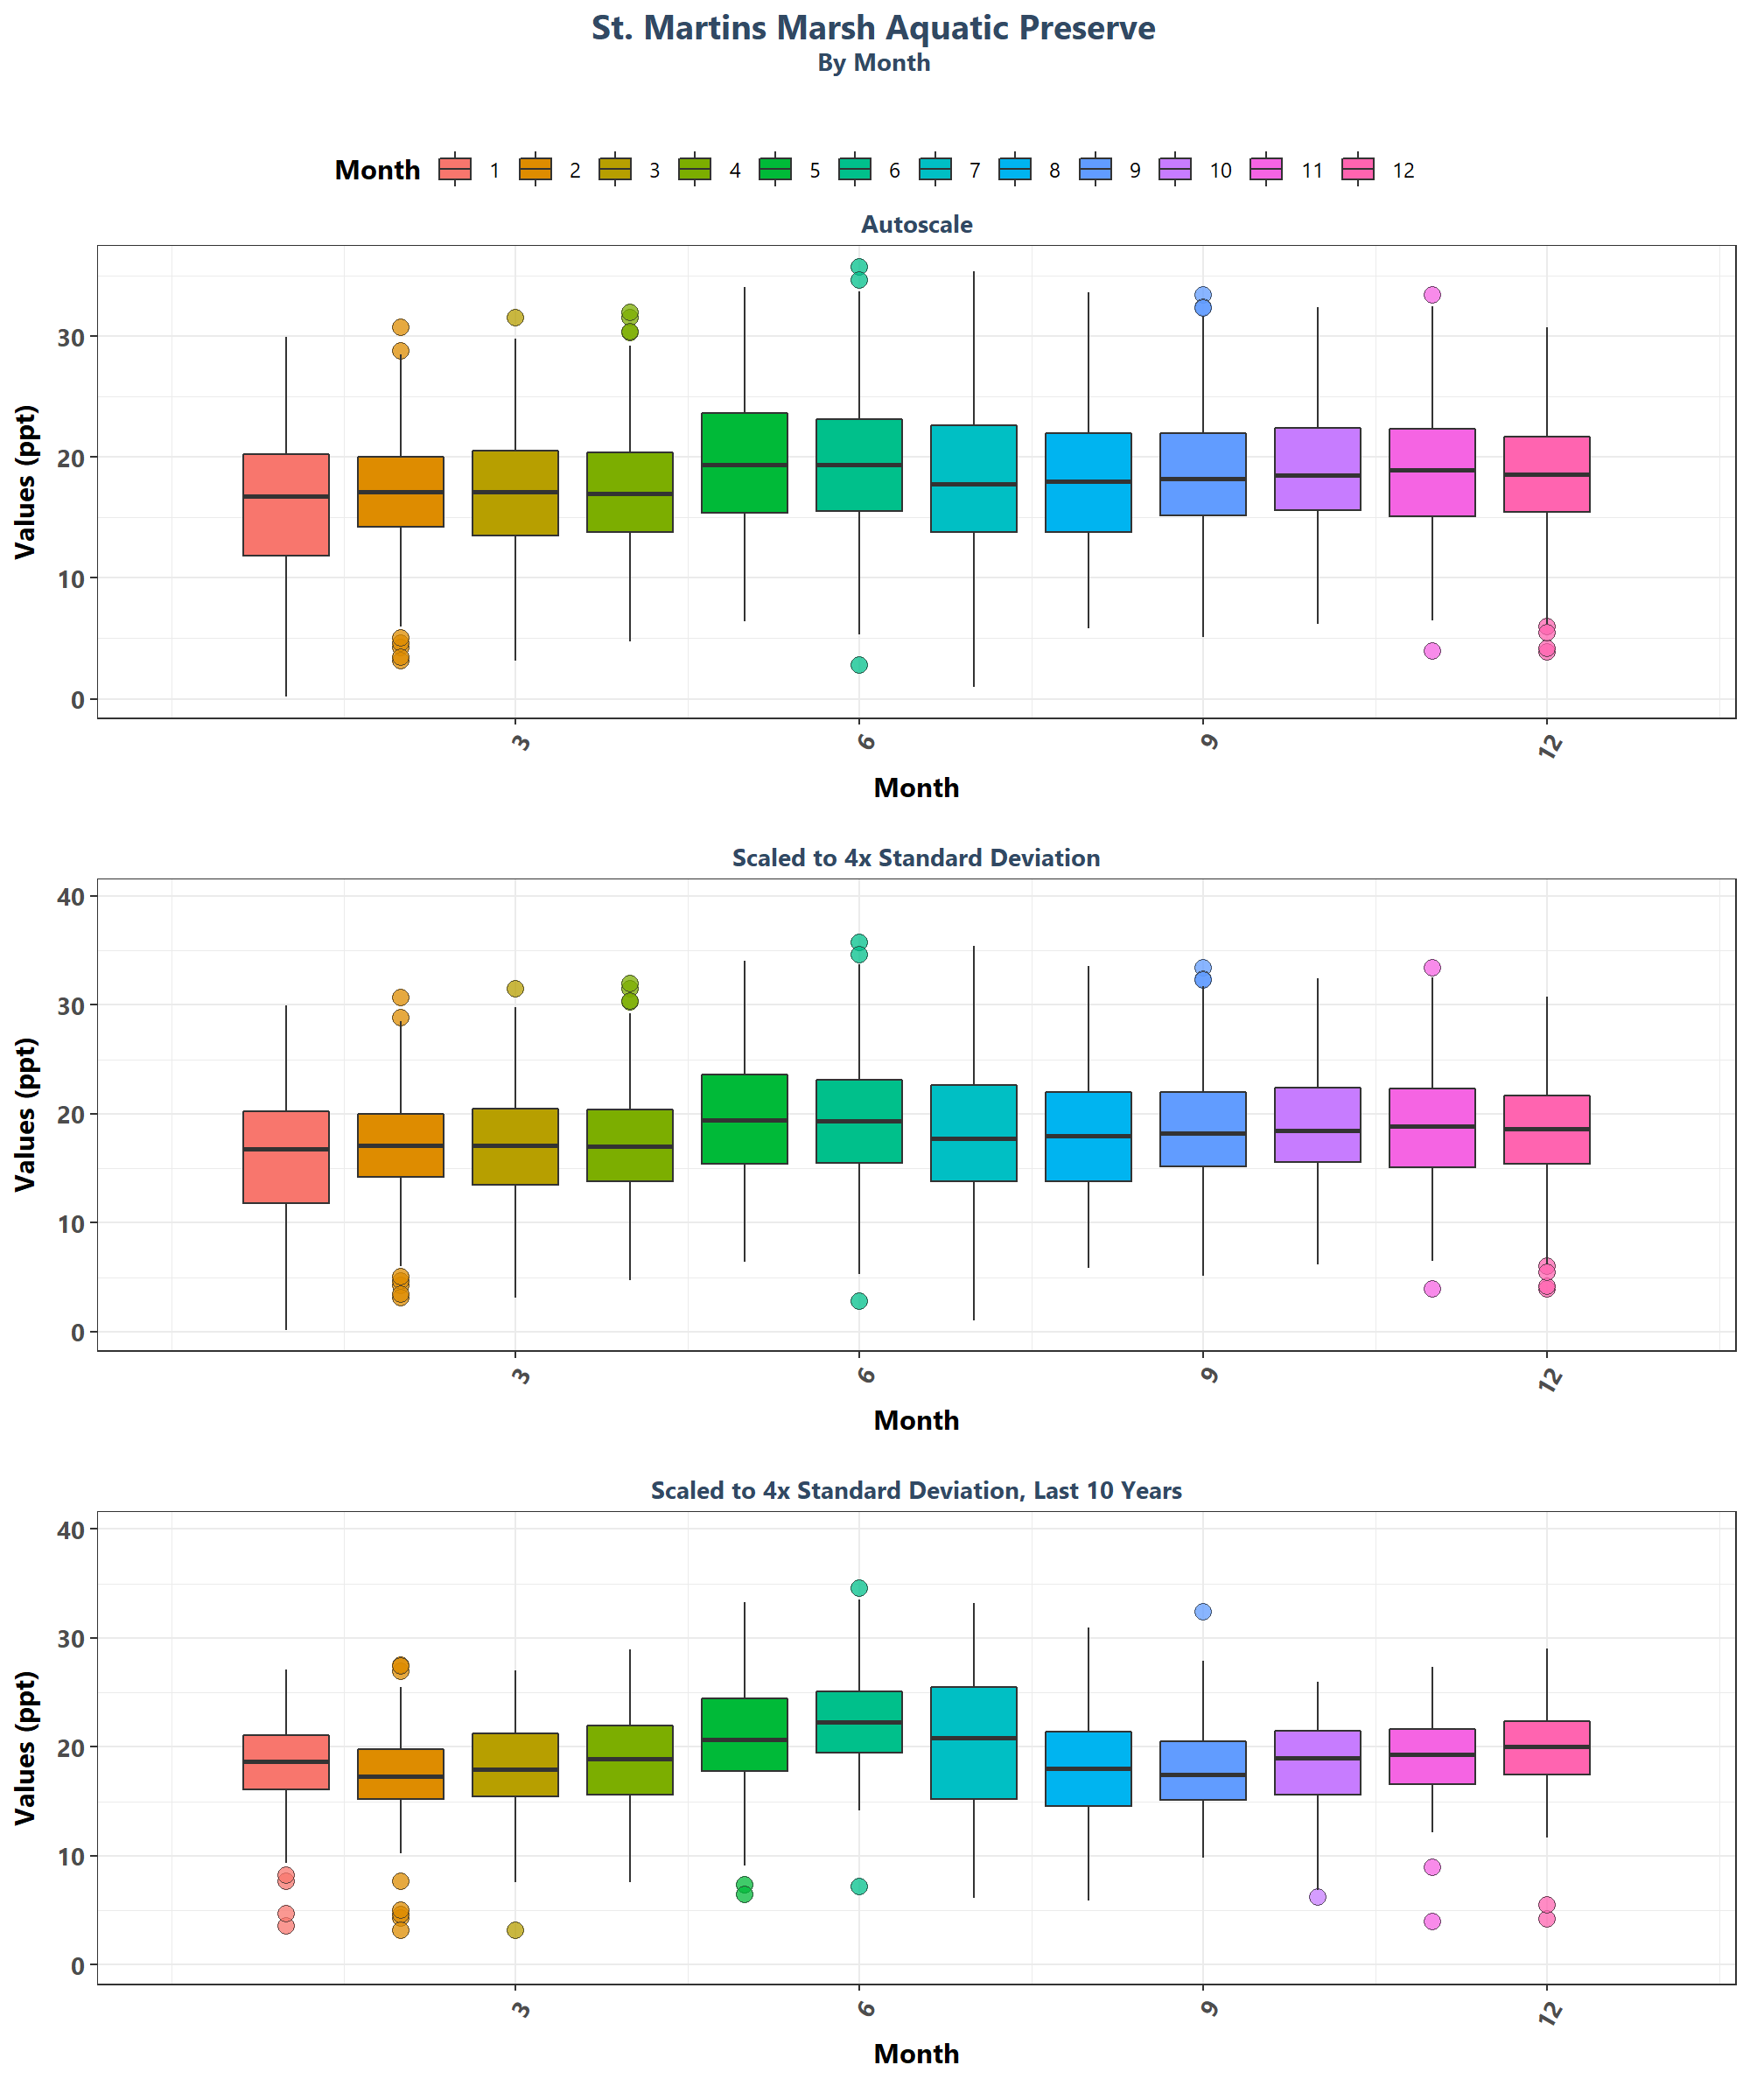 St. Martins Marsh Aquatic Preserve
By Month
Month 1 2 3 4 5 6 7 8 9 10 11 12
Autoscale
Values (ppt)
30
20
10
0
3 6 9 12
Month
Scaled to 4x Standard Deviation
Values (ppt)
40
30
20
10
0
3 6 9 12
Month
Scaled to 4x Standard Deviation, Last 10 Years
Values (ppt)
40
30
20
10
0
3 6 9 12
Month